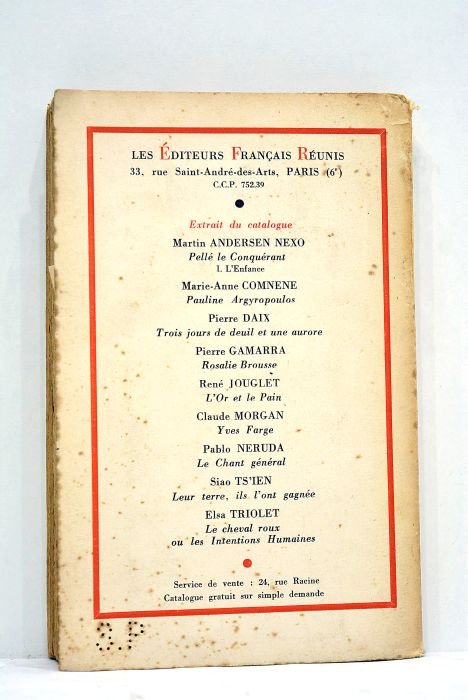 LES ÉDITEURS FRANÇAIS RÉUNIS
33, rue Saint-André-des-Arts, PARIS (6e)
C.C.P. 752.39
Extrait du catalogue
Martin ANDERSEN NEXO
Pellé le Conquérant
I. L'Enfance
Marie-Anne COMNENE
Pauline Argyropoulos
Pierre DAIX
Trois jours de deuil et une aurore
Pierre GAMARRA
Rosalie Brousse
René JOUGLET
L'Or et le Pain
Claude MORGAN
Yves Farge
Pablo NERUDA
Le Chant général
Siao TS'IEN
Leur terre, ils l'ont gagnée
Elsa TRIOLET
Le cheval roux
ou les Intentions Humaines
Service de vente : 24, rue Racine
Catalogue gratuit sur simple demande
S.P